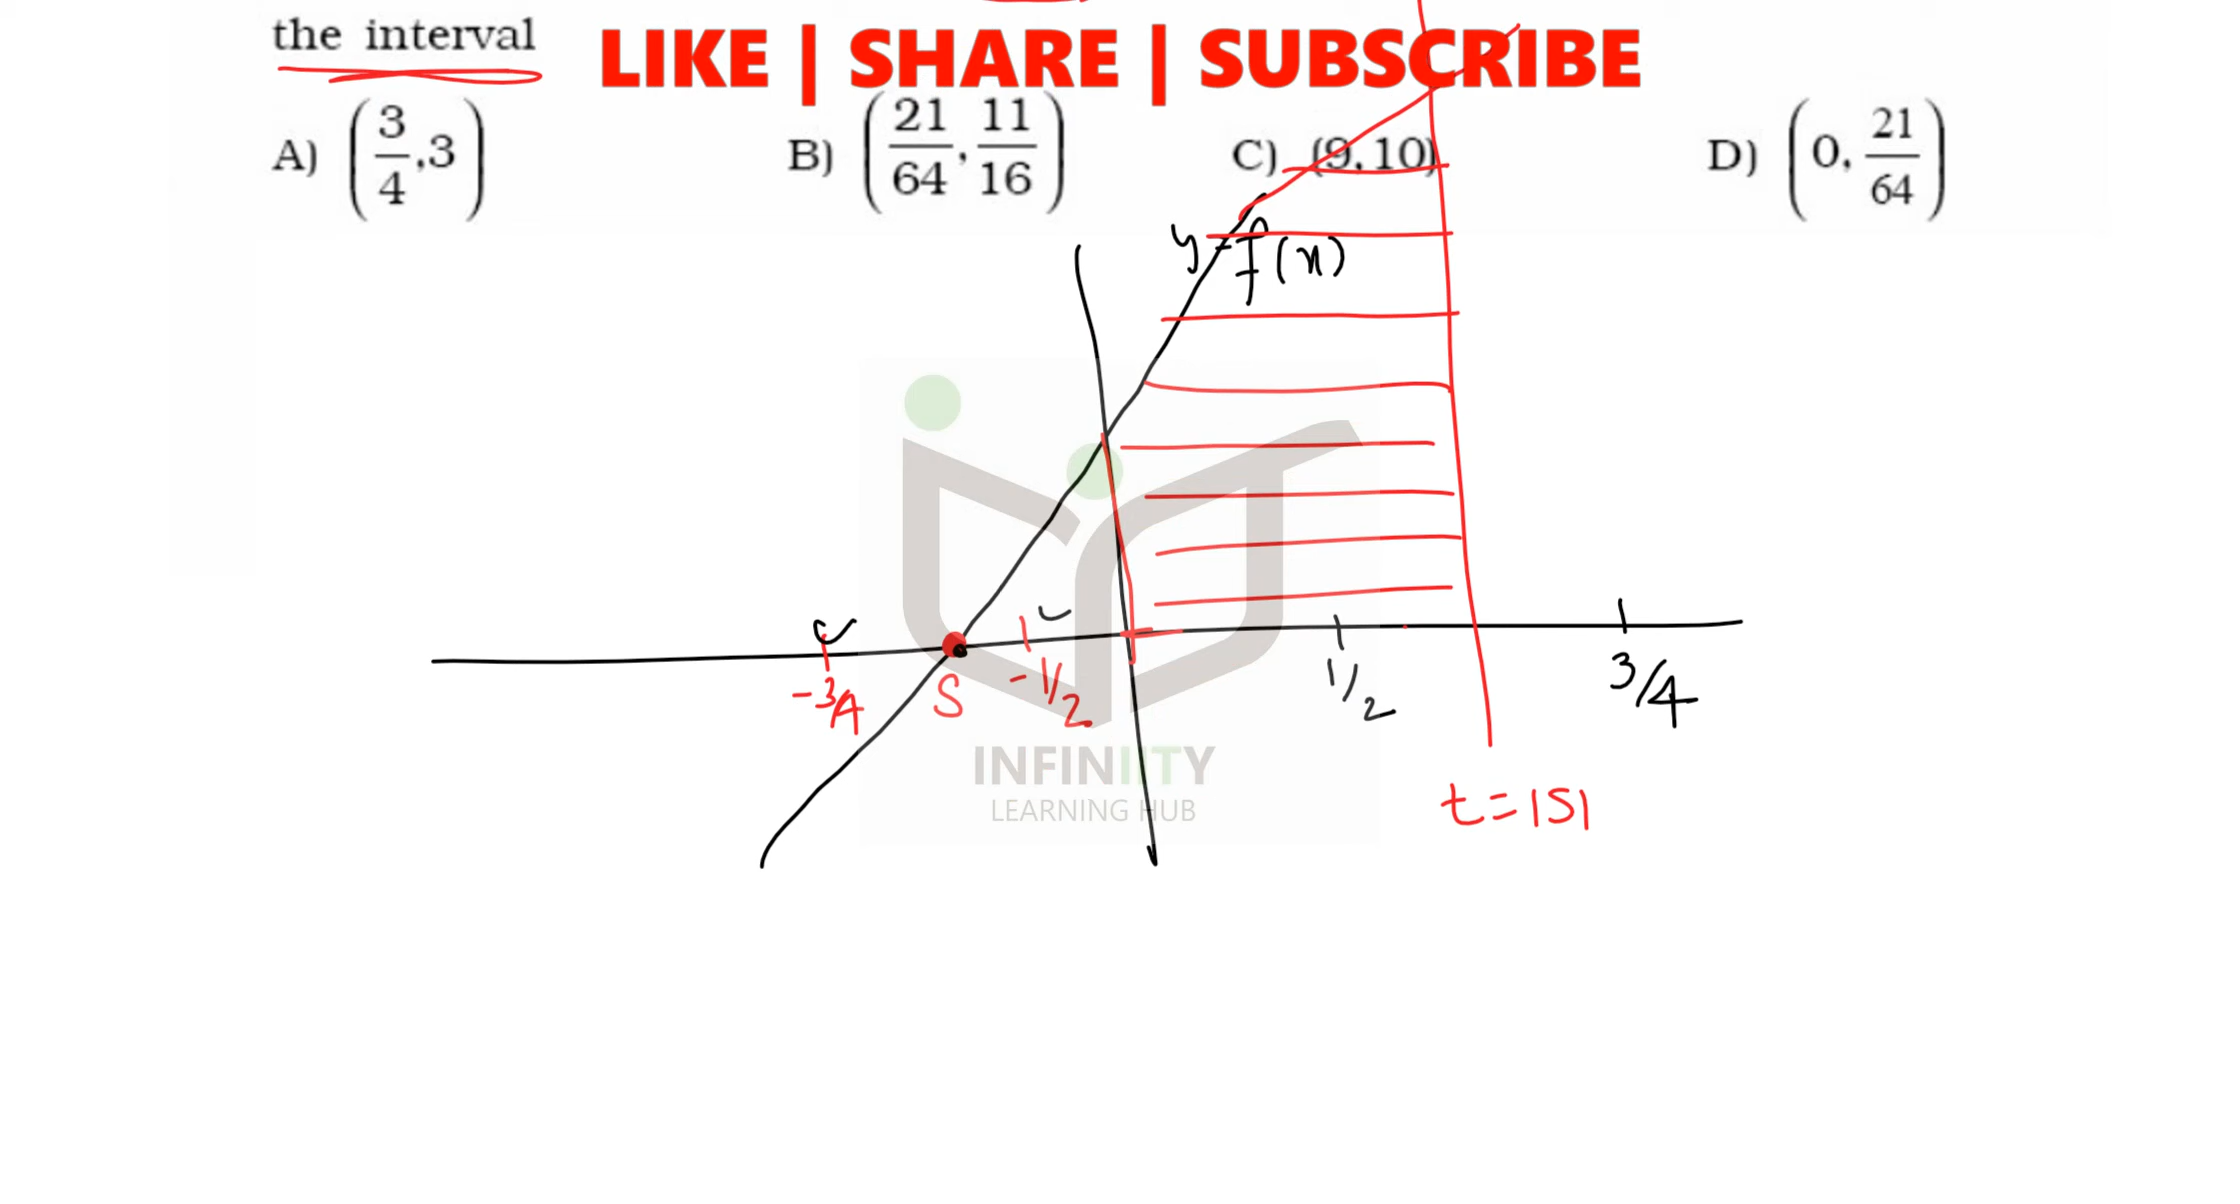 the interval
LIKE | SHARE | SUBSCRIBE
A) (3/4, 3) B) (21/64, 11/16) C) (9, 10) D) (0, 21/64)
y=f(x)
-3/4 S -1/2 1/2 3/4
INFINIITY
LEARNING HUB
t=|S|